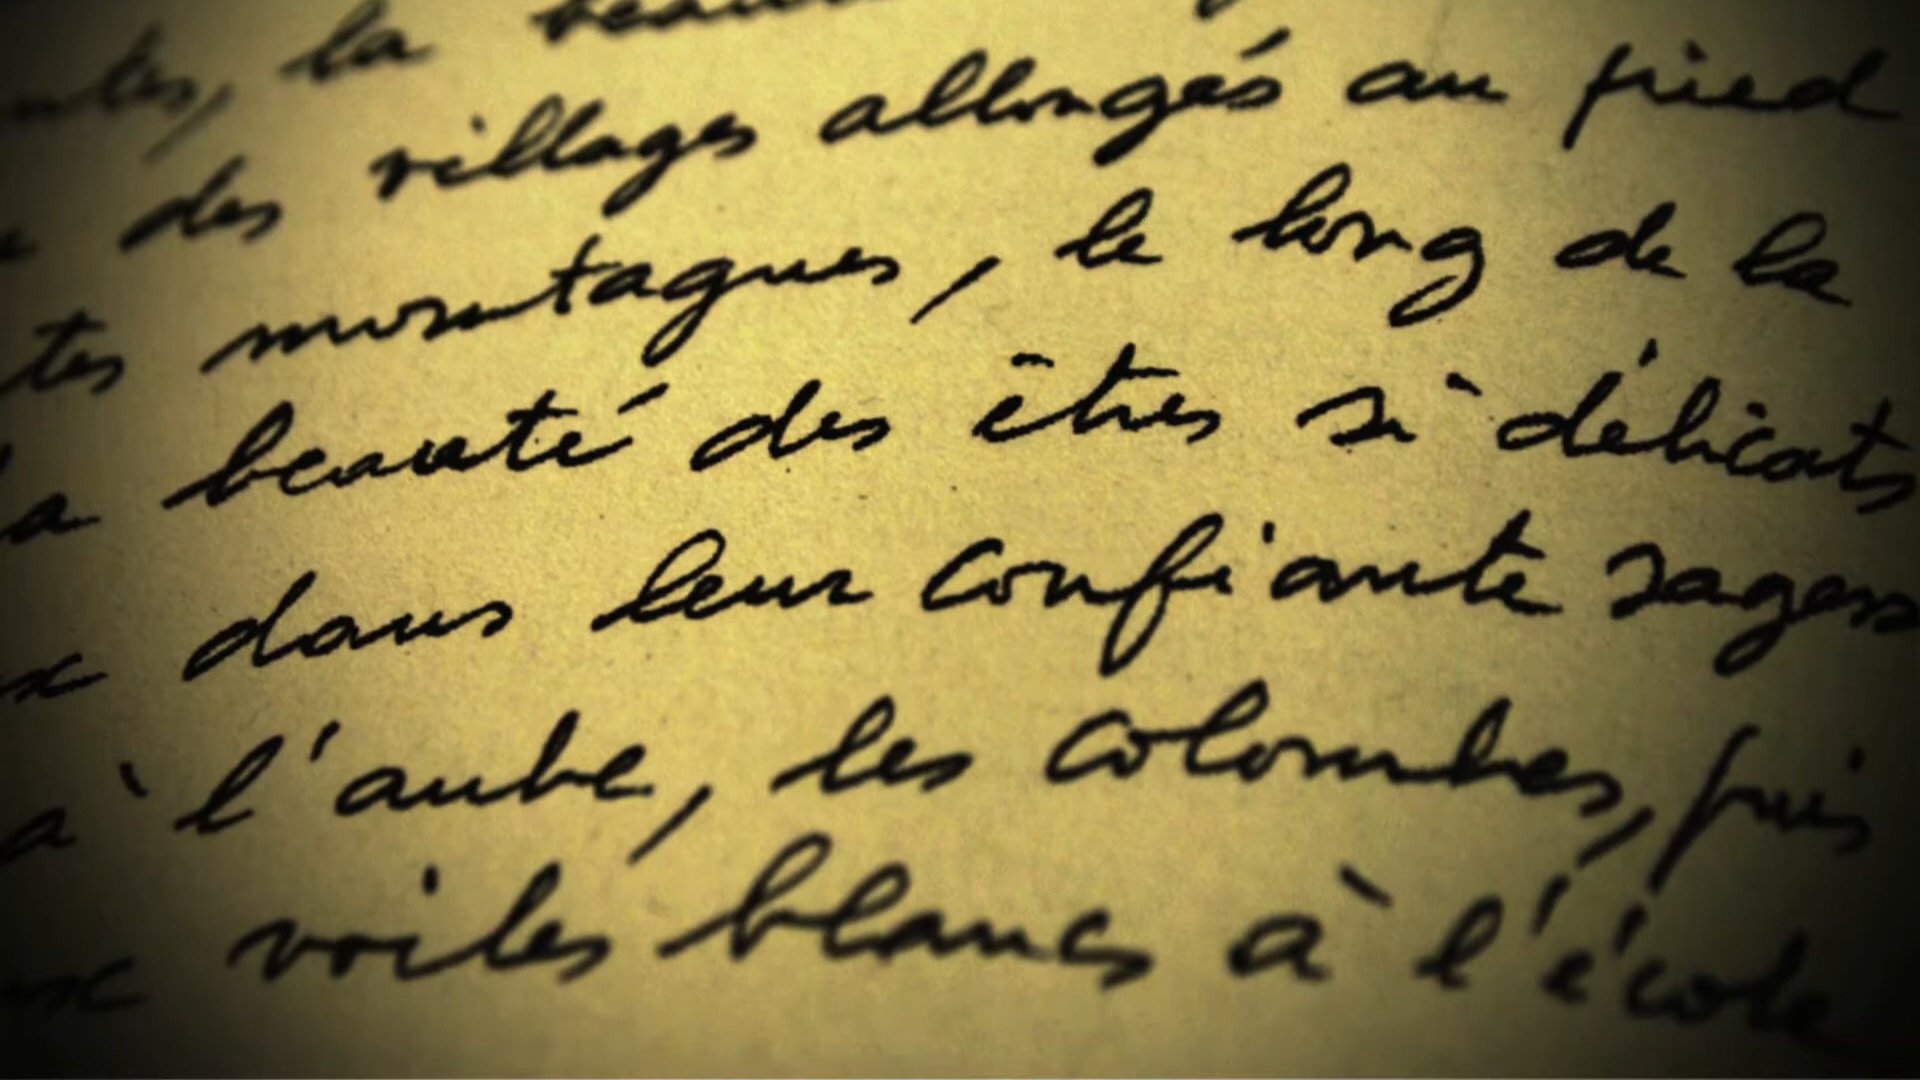 la
des villages allongés au pied
montagnes, le long de la
beauté des êtres si délicats
dans leur confiante
à l'aube, les colombes, puis
voiles blancs à l'école